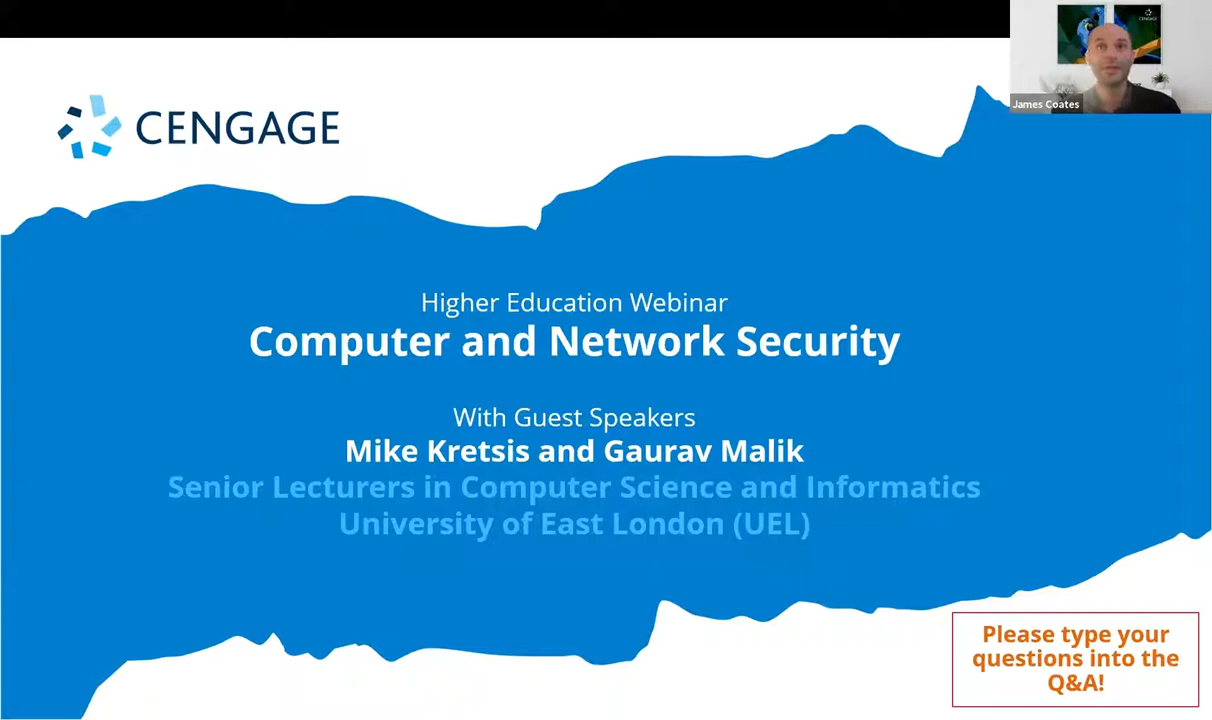 CENGAGE
James Coates
CENGAGE
Higher Education Webinar
Computer and Network Security
With Guest Speakers
Mike Kretsis and Gaurav Malik
Senior Lecturers in Computer Science and Informatics
University of East London (UEL)
Please type your
questions into the
Q&A!